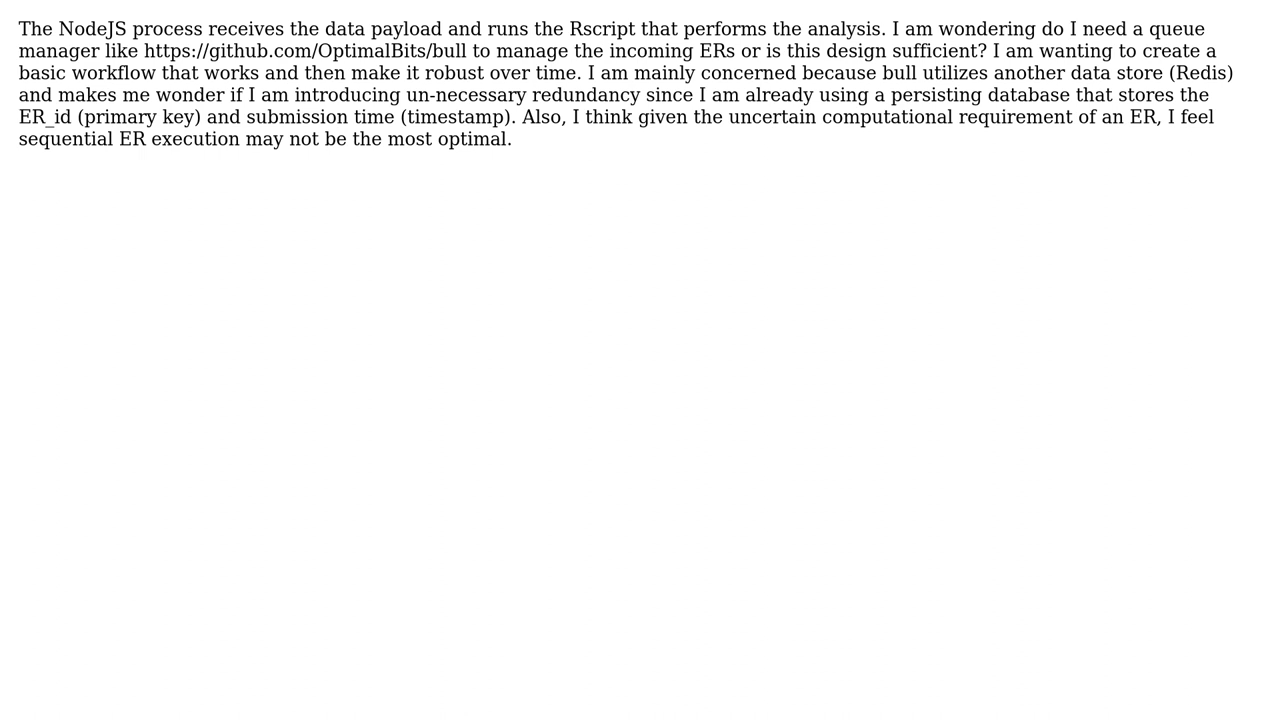 The NodeJS process receives the data payload and runs the Rscript that performs the analysis. I am wondering do I need a queue
manager like https://github.com/OptimalBits/bull to manage the incoming ERs or is this design sufficient? I am wanting to create a
basic workflow that works and then make it robust over time. I am mainly concerned because bull utilizes another data store (Redis)
and makes me wonder if I am introducing un-necessary redundancy since I am already using a persisting database that stores the
ER_id (primary key) and submission time (timestamp). Also, I think given the uncertain computational requirement of an ER, I feel
sequential ER execution may not be the most optimal.